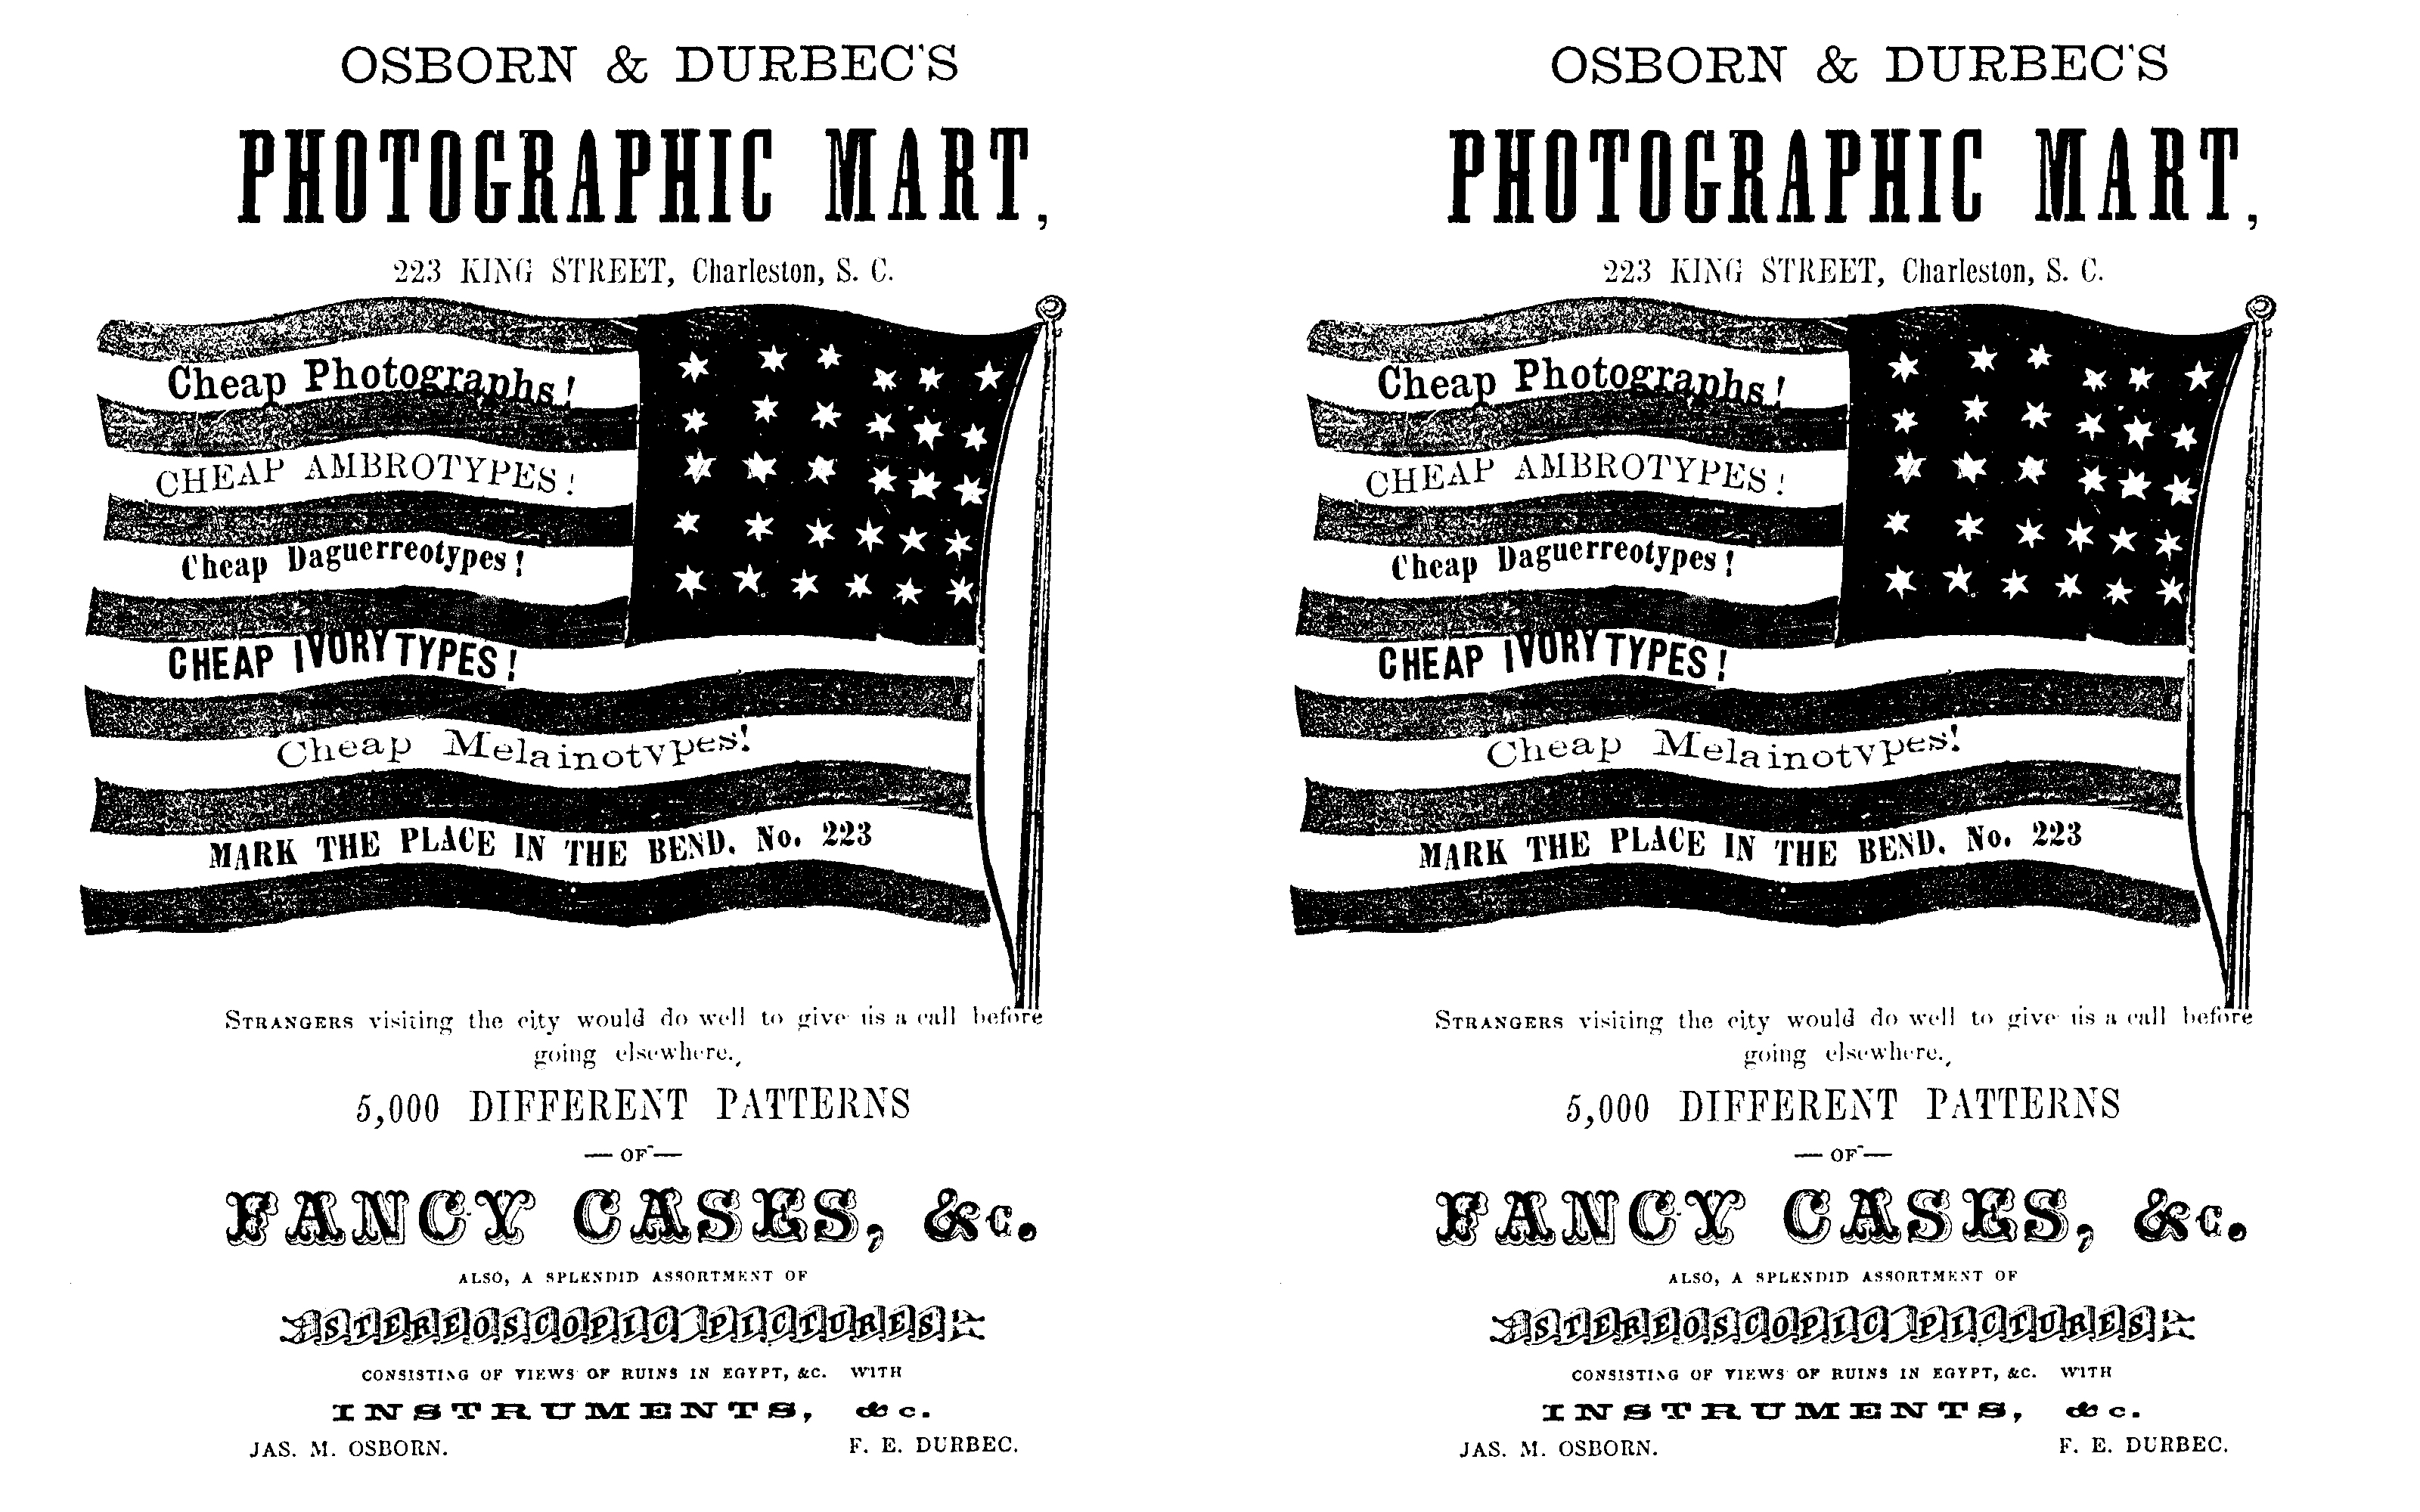 OSBORN & DURBEC'S
PHOTOGRAPHIC MART,
223 KING STREET, Charleston, S. C.
Cheap Photographs!
CHEAP AMBROTYPES!
Cheap Daguerreotypes!
CHEAP IVORYTYPES!
Cheap Melainotypes!
MARK THE PLACE IN THE BEND. No. 223
STRANGERS visiting the city would do well to give us a call before
going elsewhere.
5,000 DIFFERENT PATTERNS
— OF —
FANCY CASES, &c.
ALSO, A SPLENDID ASSORTMENT OF
STEREOSCOPIC PICTURES
CONSISTING OF VIEWS OF RUINS IN EGYPT, &C. WITH
INSTRUMENTS, &c.
JAS. M. OSBORN. F. E. DURBEC.
OSBORN & DURBEC'S
PHOTOGRAPHIC MART,
223 KING STREET, Charleston, S. C.
Cheap Photographs!
CHEAP AMBROTYPES!
Cheap Daguerreotypes!
CHEAP IVORYTYPES!
Cheap Melainotypes!
MARK THE PLACE IN THE BEND. No. 223
STRANGERS visiting the city would do well to give us a call before
going elsewhere.
5,000 DIFFERENT PATTERNS
— OF —
FANCY CASES, &c.
ALSO, A SPLENDID ASSORTMENT OF
STEREOSCOPIC PICTURES
CONSISTING OF VIEWS OF RUINS IN EGYPT, &C. WITH
INSTRUMENTS, &c.
JAS. M. OSBORN. F. E. DURBEC.